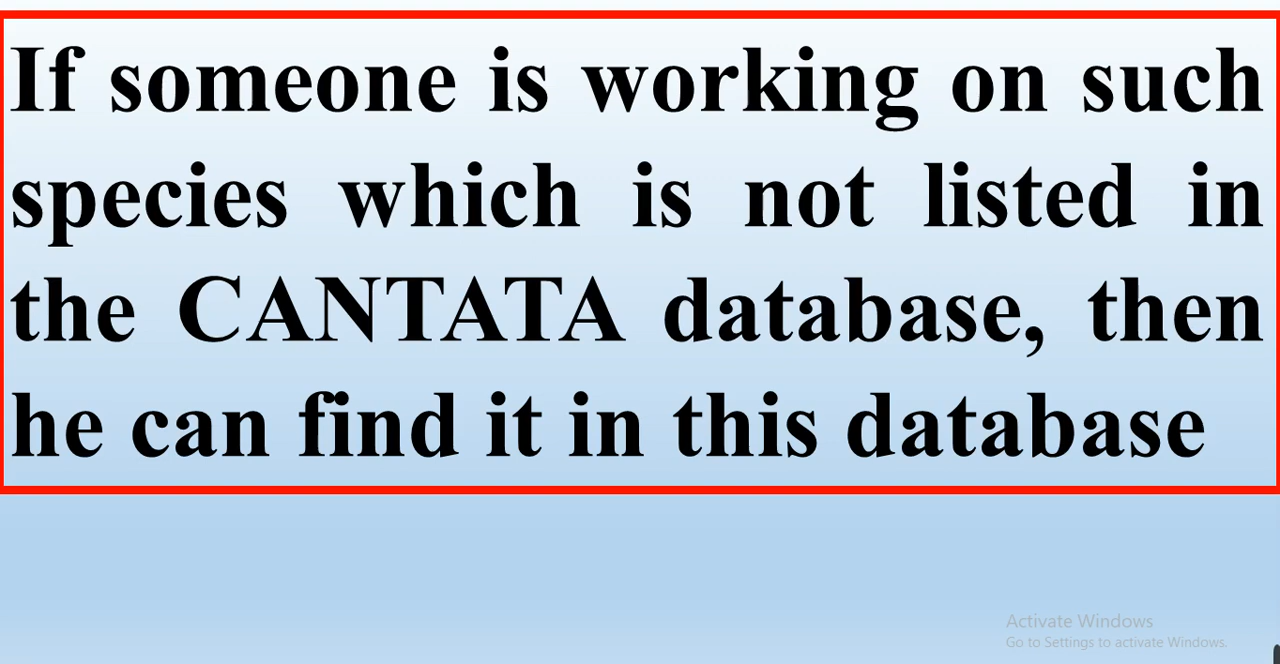 If someone is working on such
species which is not listed in
the CANTATA database, then
he can find it in this database
Activate Windows
Go to Settings to activate Windows.